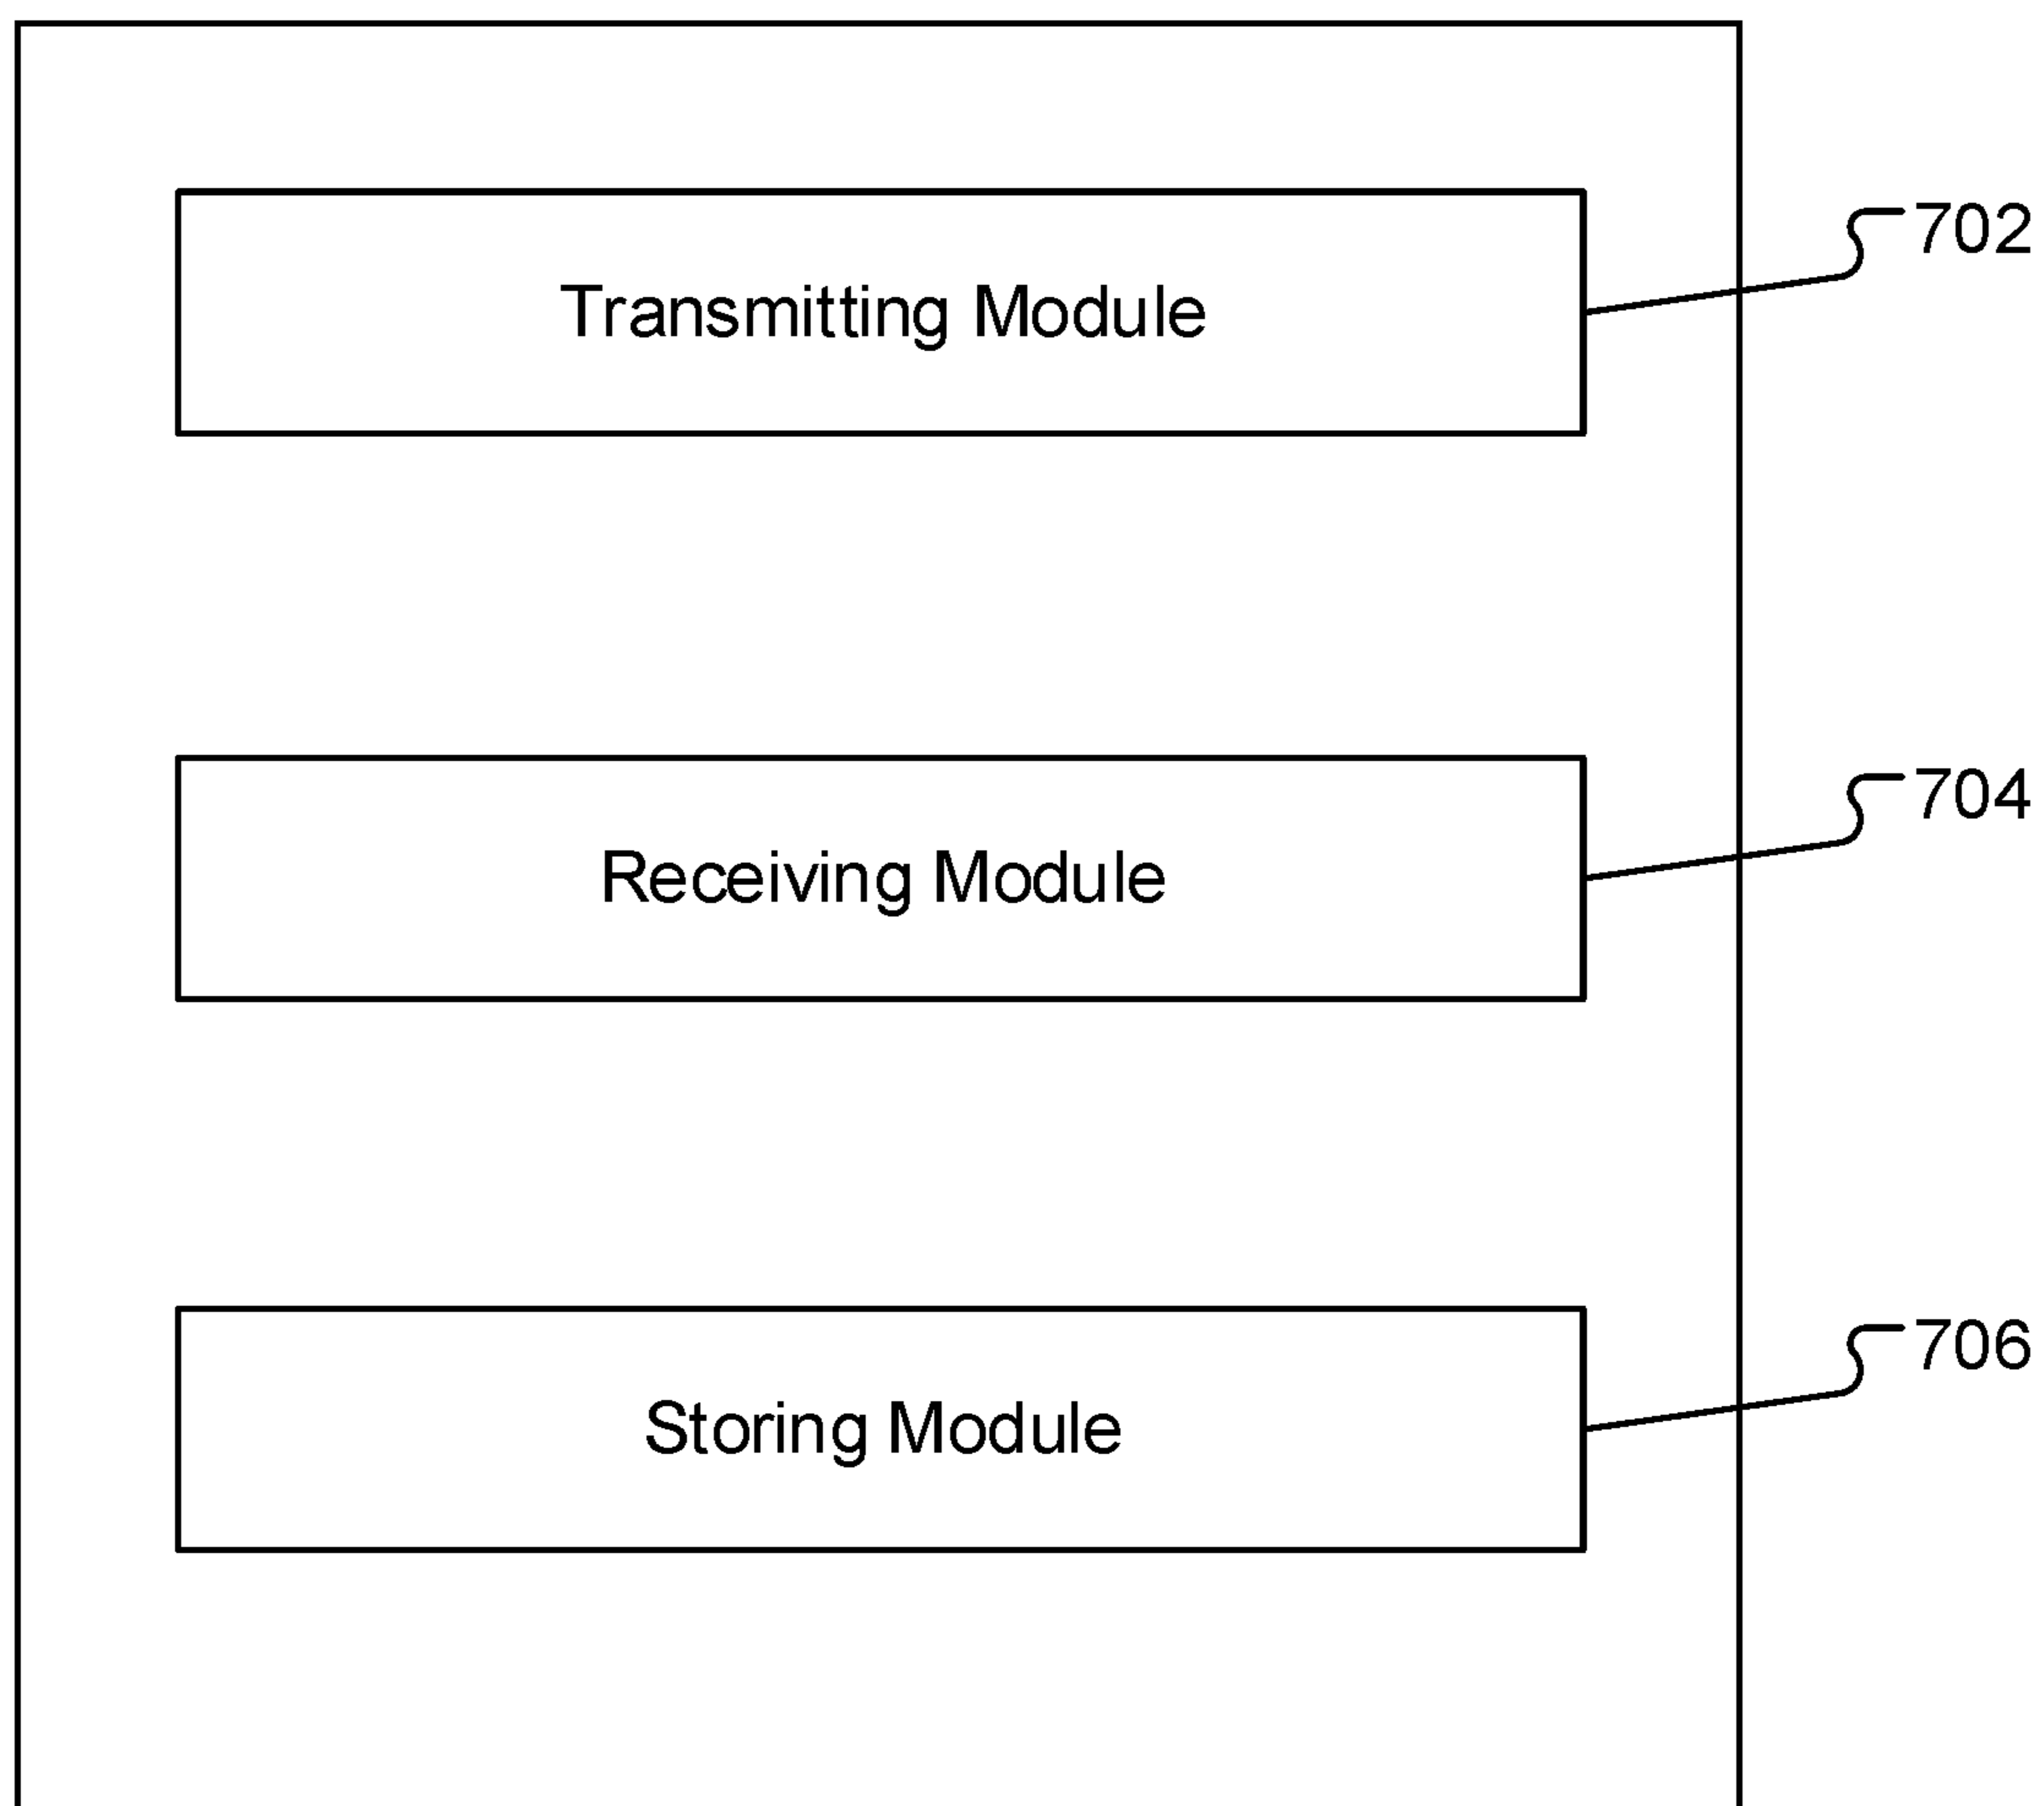 702
Transmitting Module
704
Receiving Module
706
Storing Module